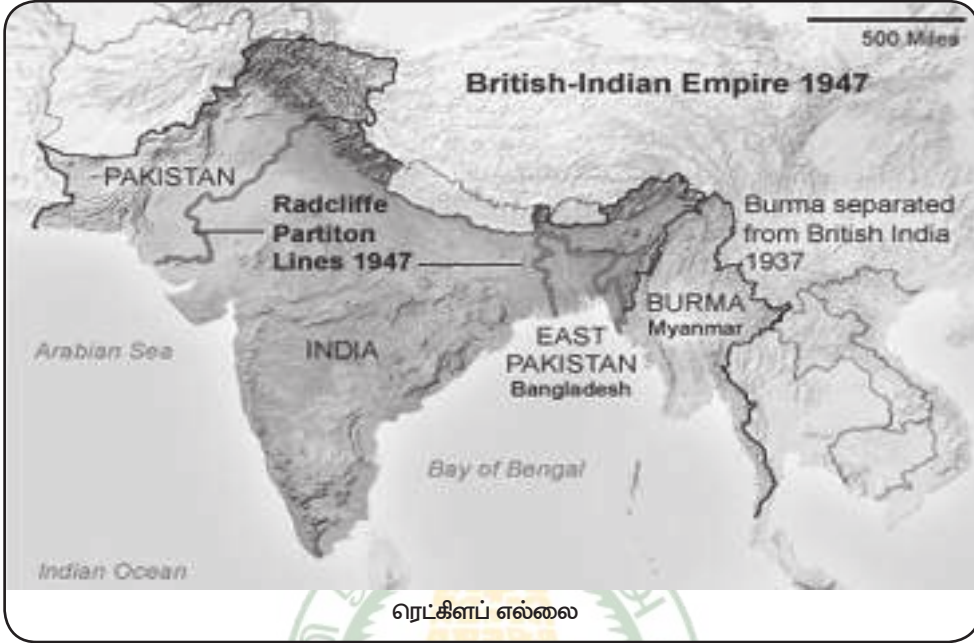 500 Miles
British-Indian Empire 1947
PAKISTAN
Radcliffe
Partiton
Lines 1947
Burma separated
from British India
1937
BURMA
Myanmar
EAST
PAKISTAN
Bangladesh
INDIA
Arabian Sea
Bay of Bengal
Indian Ocean
ரெட்கிளப் எல்லை